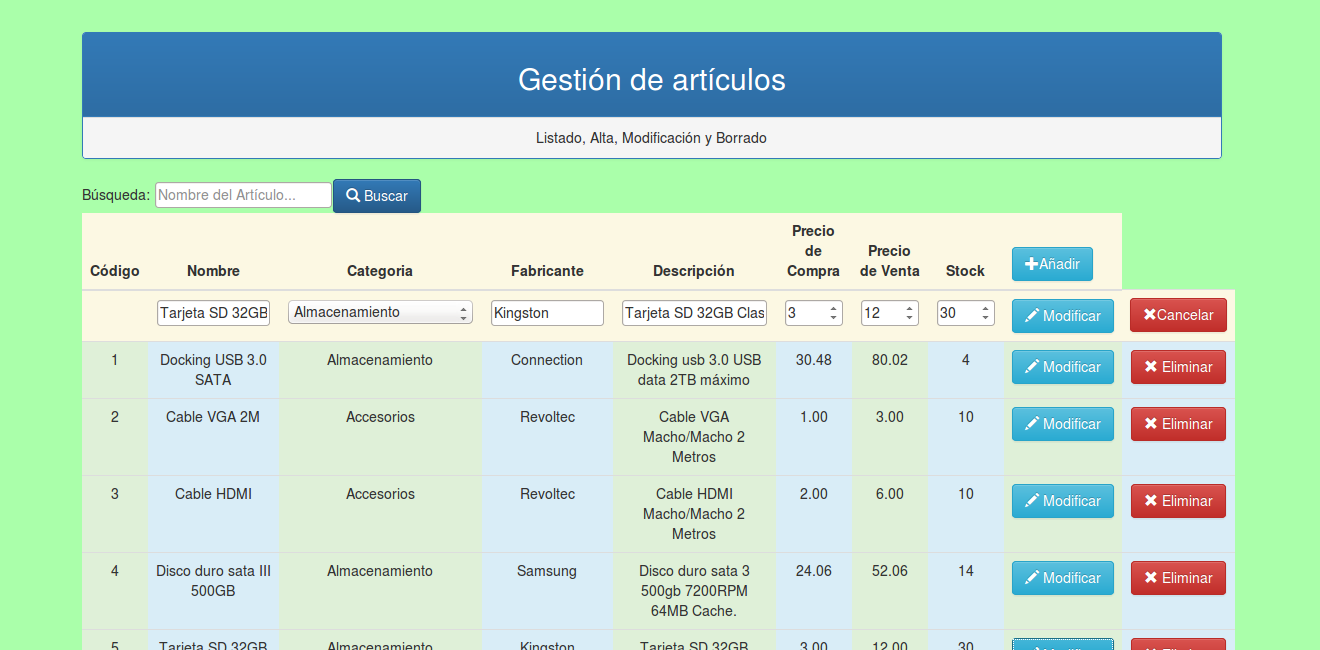 Gestión de artículos
Listado, Alta, Modificación y Borrado
Búsqueda: Nombre del Artículo... Buscar
Código Nombre Categoria Fabricante Descripción Precio de Compra Precio de Venta Stock Añadir
Tarjeta SD 32GB Almacenamiento Kingston Tarjeta SD 32GB Clas 3 12 30 Modificar Cancelar
1 Docking USB 3.0 Almacenamiento Connection Docking usb 3.0 USB 30.48 80.02 4 Modificar Eliminar
SATA data 2TB máximo
2 Cable VGA 2M Accesorios Revoltec Cable VGA 1.00 3.00 10 Modificar Eliminar
Macho/Macho 2
Metros
3 Cable HDMI Accesorios Revoltec Cable HDMI 2.00 6.00 10 Modificar Eliminar
Macho/Macho 2
Metros
4 Disco duro sata III Almacenamiento Samsung Disco duro sata 3 24.06 52.06 14 Modificar Eliminar
500GB 500gb 7200RPM
64MB Cache.
5 Tarjeta SD 32GB Almacenamiento Kingston Tarjeta SD 32GB 3.00 12.00 30 Modificar Eliminar